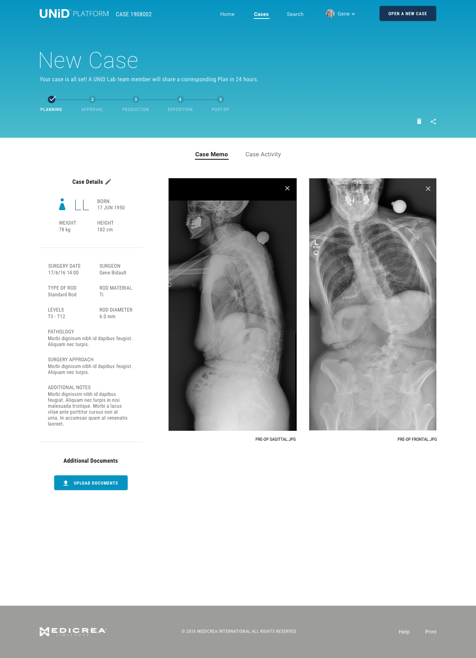 UNiD PLATFORM
CASE 1908002
Home
Cases
Search
Gene
OPEN A NEW CASE
New Case
Your case is all set! A UNiD Lab team member will share a corresponding Plan in 24 hours.
2
3
4
5
PLANNING
APPROVAL
PRODUCTION
EXPEDITION
POST-OP
Case Memo
Case Activity
Case Details
LL
BORN
17 JUN 1950
WEIGHT
78 kg
HEIGHT
182 cm
SURGERY DATE
17/6/16 14:00
SURGEON
Gene Bidault
TYPE OF ROD
Standard Rod
ROD MATERIAL
Ti
LEVELS
T3 - T12
ROD DIAMETER
6.0 mm
PATHOLOGY
Morbi dignissum nibh id dapibus feugist.
Aliquam nec turpis.
SURGERY APPROACH
Morbi dignissum nibh id dapibus feugist.
Aliquam nec turpis.
ADDITIONAL NOTES
Morbi dignissim nibh id dapibus
feugiat. Aliquam nec turpis in nisi
malesuada tristique. Morbi a lacus
vitae ante porttitor cursus non at
urna. In accumsan quam at venenatis
laoreet.
L
PRE-OP SAGITTAL.JPG
PRE-OP FRONTAL.JPG
Additional Documents
UPLOAD DOCUMENTS
MEDICREA
© 2016 MEDICREA INTERNATIONAL ALL RIGHTS RESERVED
Help
Print